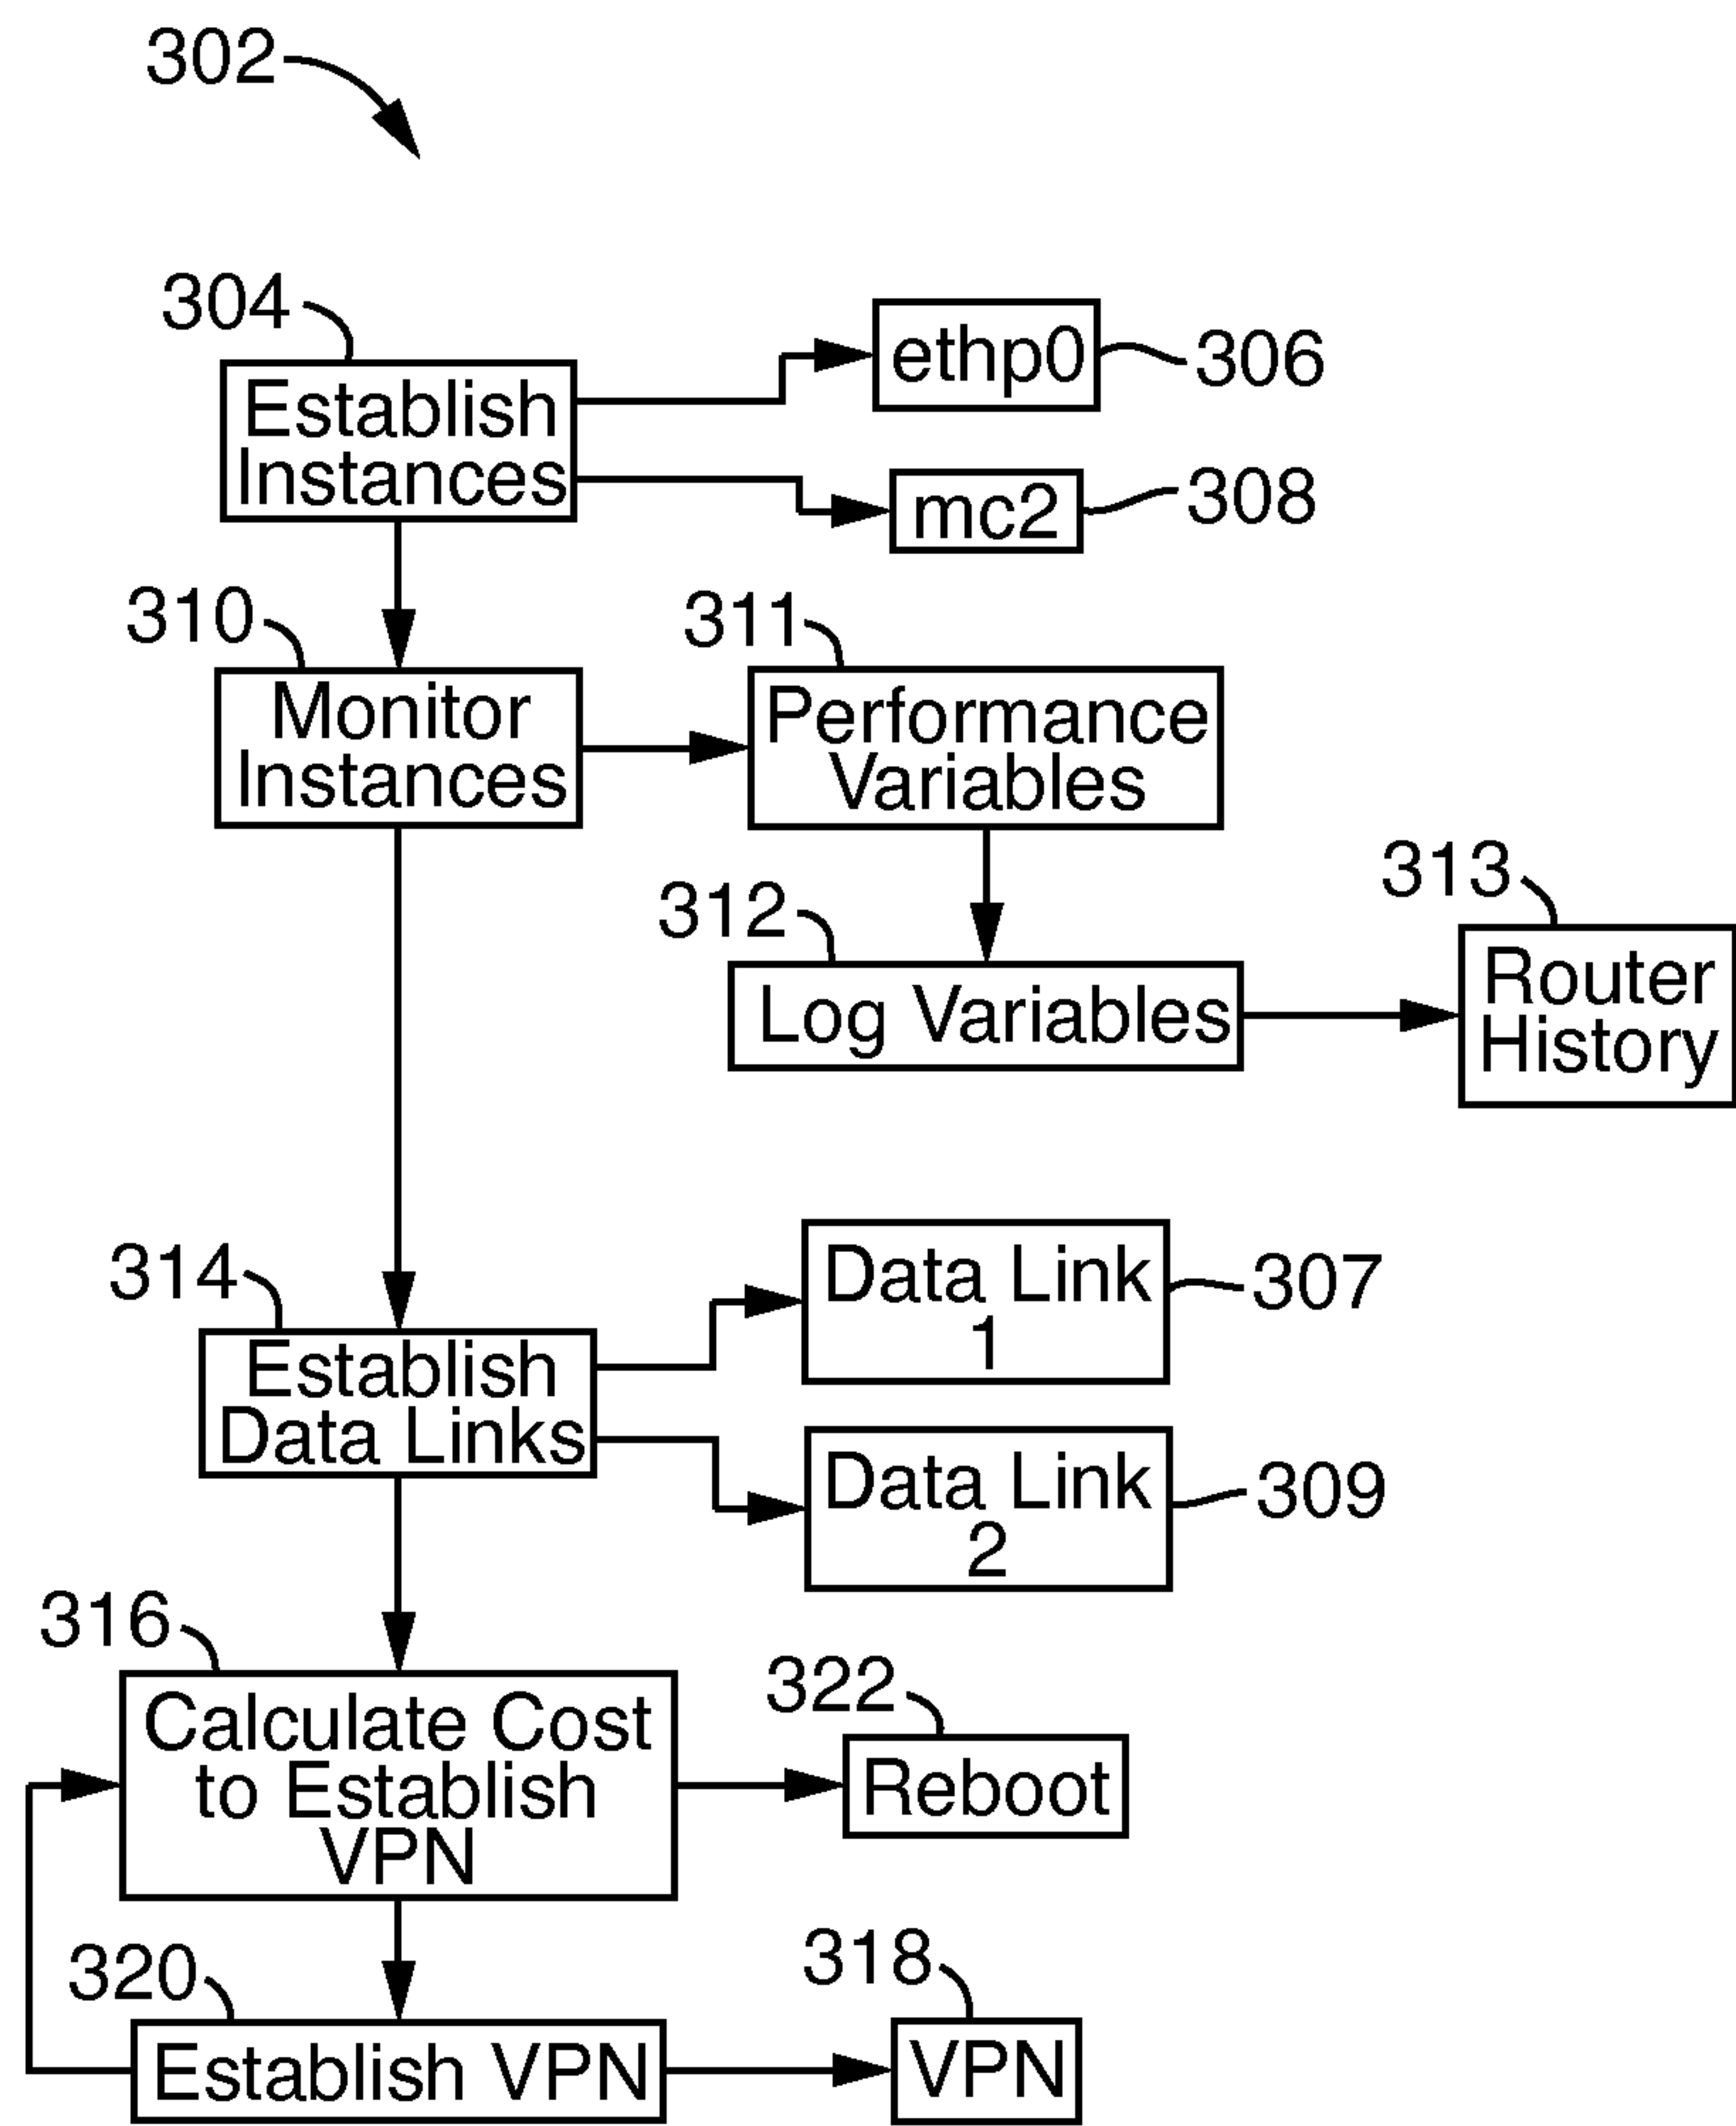 302
304
Establish
Instances
ethp0
306
mc2
308
310
Monitor
Instances
311
Performance
Variables
312
Log Variables
313
Router
History
314
Establish
Data Links
Data Link
1
307
Data Link
2
309
316
Calculate Cost
to Establish
VPN
322
Reboot
320
Establish VPN
318
VPN